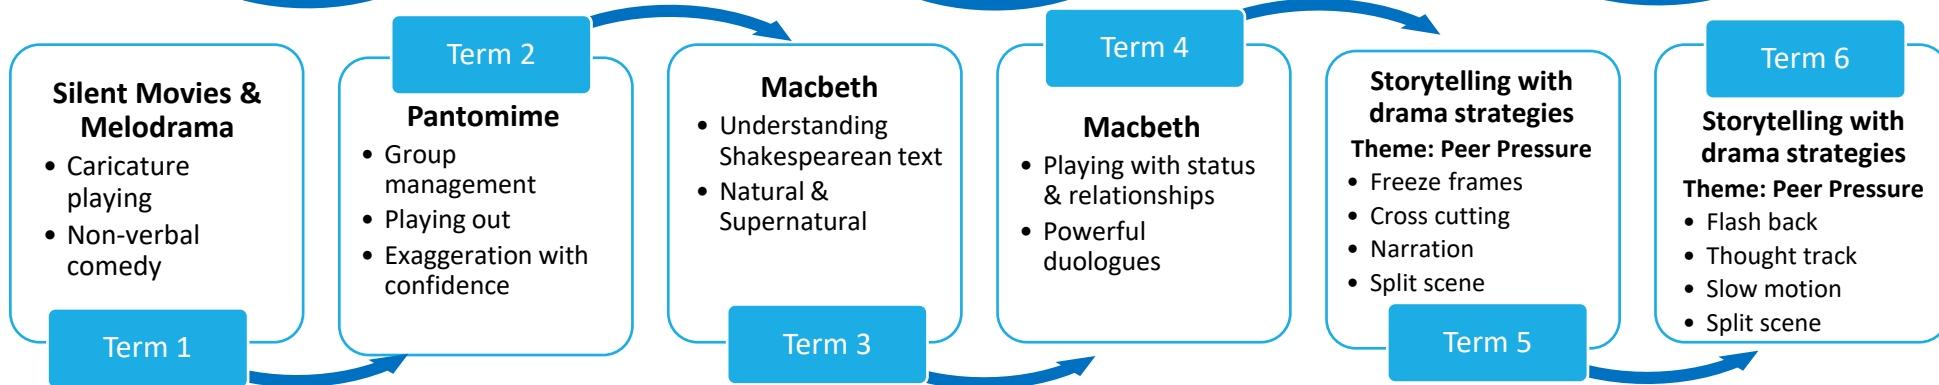 Silent Movies &
Melodrama
• Caricature
playing
• Non-verbal
comedy
Term 1
Term 2
Pantomime
• Group
management
• Playing out
• Exaggeration with
confidence
Macbeth
• Understanding
Shakespearean text
• Natural &
Supernatural
Term 3
Term 4
Macbeth
• Playing with status
& relationships
• Powerful
duologues
Storytelling with
drama strategies
Theme: Peer Pressure
• Freeze frames
• Cross cutting
• Narration
• Split scene
Term 5
Term 6
Storytelling with
drama strategies
Theme: Peer Pressure
• Flash back
• Thought track
• Slow motion
• Split scene